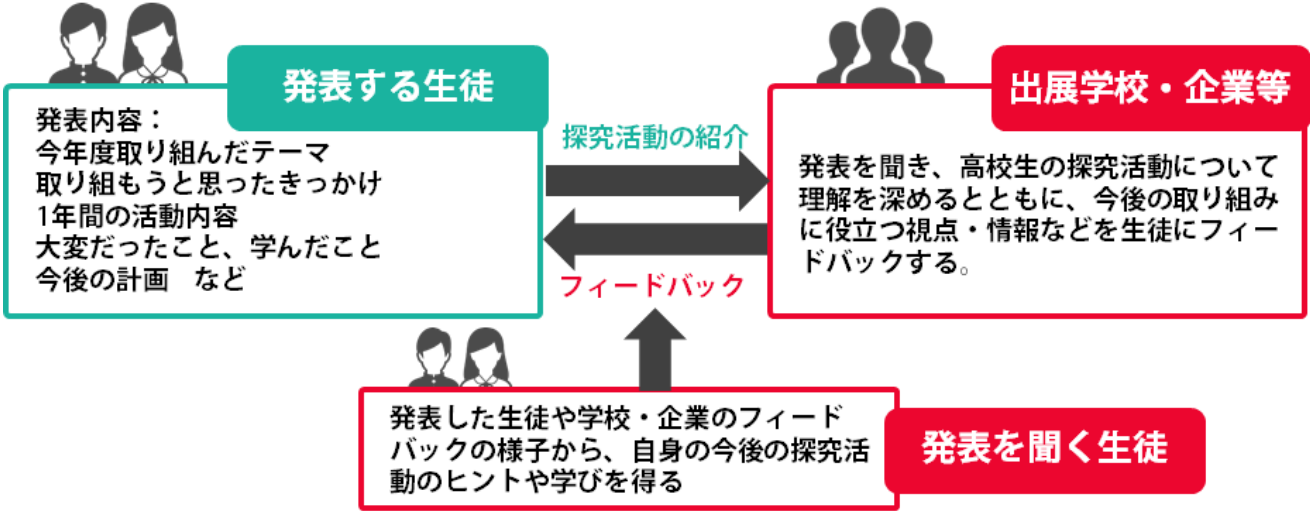 発表する生徒
発表内容：
今年度取り組んだテーマ
取り組もうと思ったきっかけ
1年間の活動内容
大変だったこと、学んだこと
今後の計画　など
探究活動の紹介
フィードバック
出展学校・企業等
発表を聞き、高校生の探究活動について
理解を深めるとともに、今後の取り組み
に役立つ視点・情報などを生徒にフィー
ドバックする。
発表した生徒や学校・企業のフィード
バックの様子から、自身の今後の探究活
動のヒントや学びを得る
発表を聞く生徒